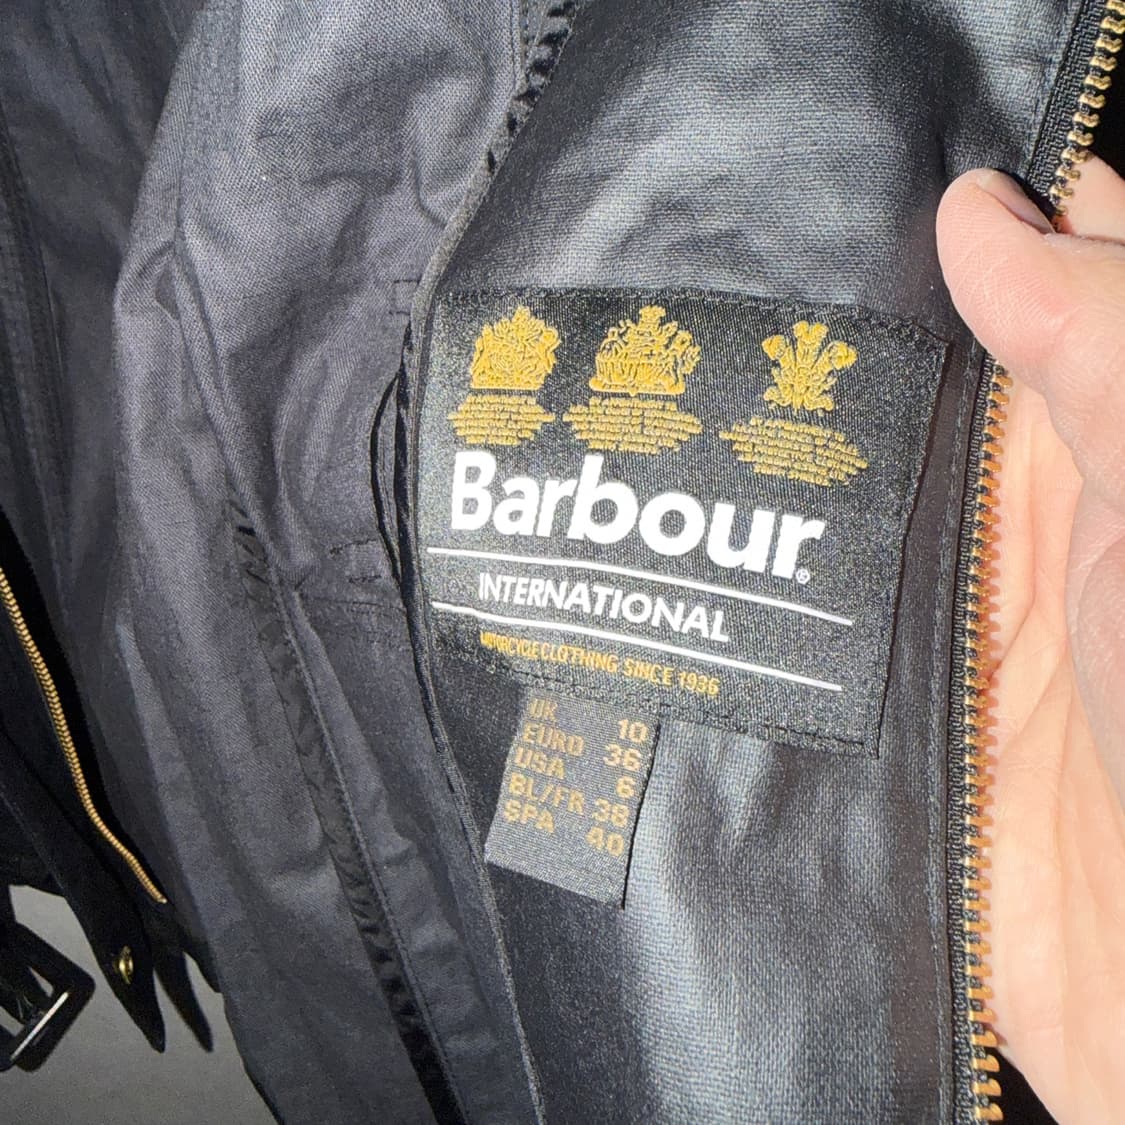 Barbour®
INTERNATIONAL
MOTORCYCLE CLOTHING SINCE 1936
UK 10
EURO 36
USA 6
BL/FR 38
SPA 40